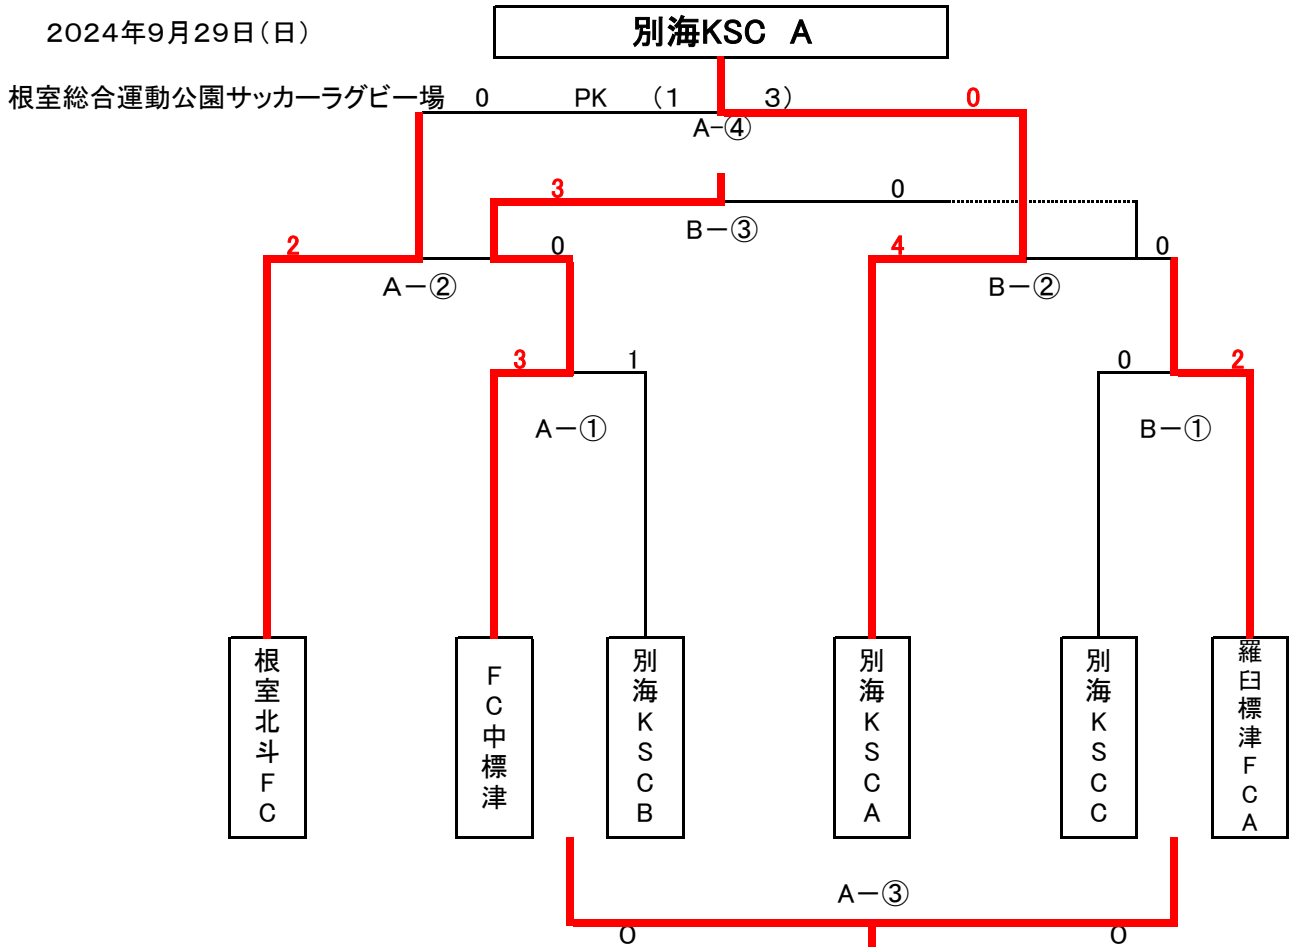 別海KSC A
2024年9月29日(日)
根室総合運動公園サッカーラグビー場
0 PK (1 3) 0
A-④
3 0
B-③
2 0 4 0
A-② B-②
3 1 0 2
A-① B-①
根室北斗FC
FC中標津
別海KSCB
別海KSCA
別海KSCC
羅臼標津FCA
A-③
0 0